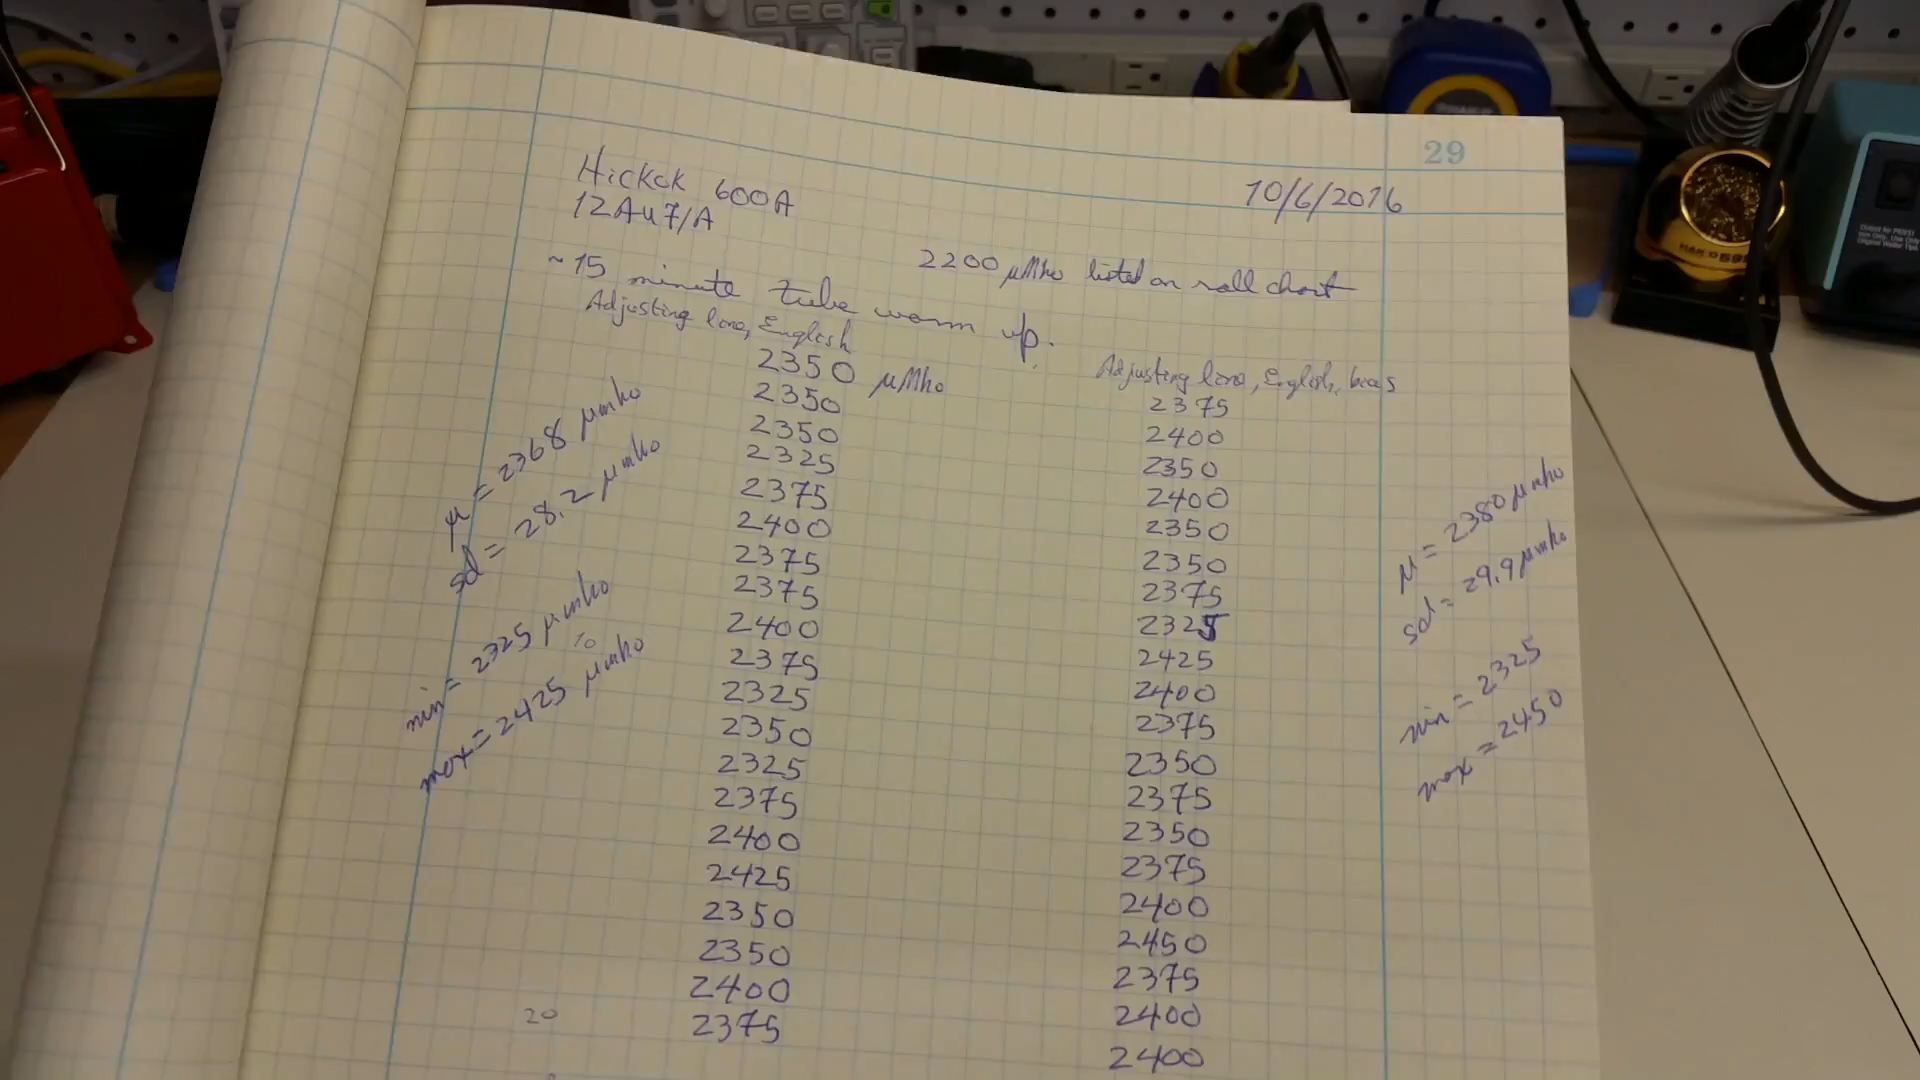 29
Hickok 600A
10/6/2016
12AU7/A
2200 µMho listed on roll chart
~15 minute tube warm up.
Adjusting line, English
2350 µMho
2350
2350
2325
2375
2400
2375
2375
2400
2375
2325
2350
2325
2375
2400
2425
2350
2350
2400
2375
20
µ = 2368 µmho
sd = 28.2 µmho
min = 2325 µmho
to
max = 2425 µmho
Adjusting line, English, bias
2375
2400
2350
2400
2350
2350
2375
2325
2425
2400
2375
2350
2375
2350
2375
2400
2450
2375
2400
2400
µ = 2380 µmho
sd = 29.9 µmho
min = 2325
max = 2450